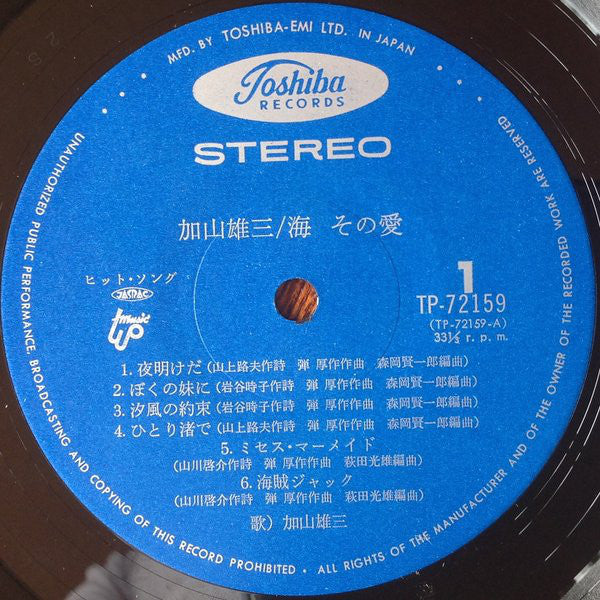 MFD. BY TOSHIBA-EMI LTD. IN JAPAN
Toshiba
RECORDS
STEREO
加山雄三/海 その愛
ヒット・ソング
JASRAC
music
up
1
TP-72159
(TP-72159-A)
33⅓ r. p. m.
1. 夜明けだ(山上路夫作詩 弾 厚作作曲 森岡賢一郎編曲)
2. ぼくの妹に(岩谷時子作詩 弾 厚作作曲 森岡賢一郎編曲)
3. 汐風の約束(岩谷時子作詩 弾 厚作作曲 森岡賢一郎編曲)
4. ひとり渚で(山上路夫作詩 弾 厚作作曲 森岡賢一郎編曲)
5. ミセス・マーメイド
(山川啓介作詩 弾 厚作作曲 萩田光雄編曲)
6. 海賊ジャック
(山川啓介作詩 弾 厚作作曲 萩田光雄編曲)
歌) 加山雄三
• UNAUTHORIZED PUBLIC PERFORMANCE, BROADCASTING AND COPYING OF THIS RECORD PROHIBITED • ALL RIGHTS OF THE MANUFACTURER AND OF THE OWNER OF THE RECORDED WORK ARE RESERVED •